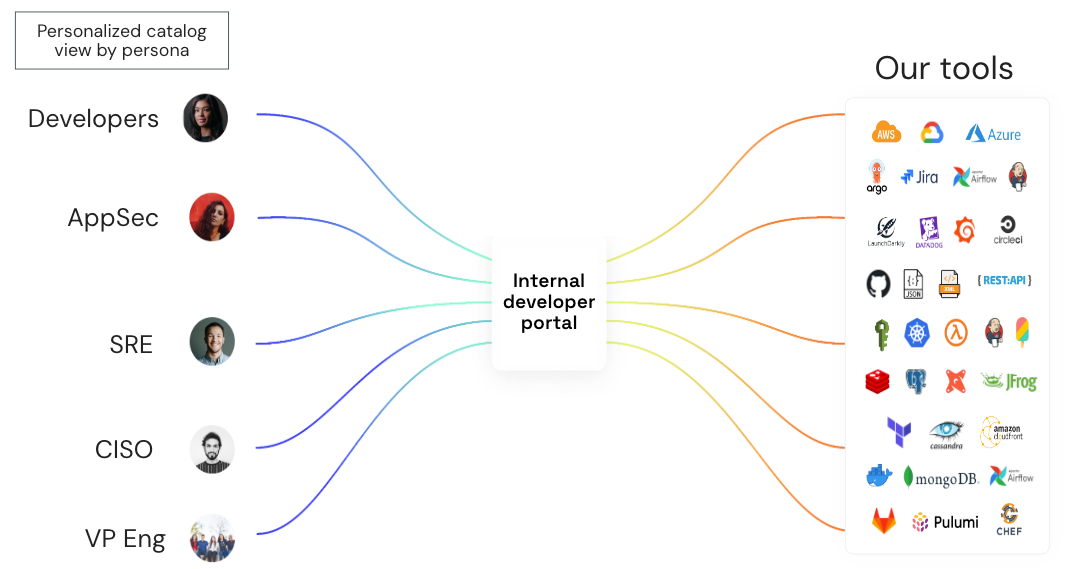 Personalized catalog
view by persona
Our tools
Developers
AppSec
SRE
CISO
VP Eng
Internal
developer
portal
AWS
Azure
argo
Jira
Airflow
LaunchDarkly
DATADOG
circleci
{;}
JSON
</>
XML
{ REST:API }
λ
JFrog
cassandra
amazon
cloudfront
mongoDB.
Airflow
Pulumi
CHEF